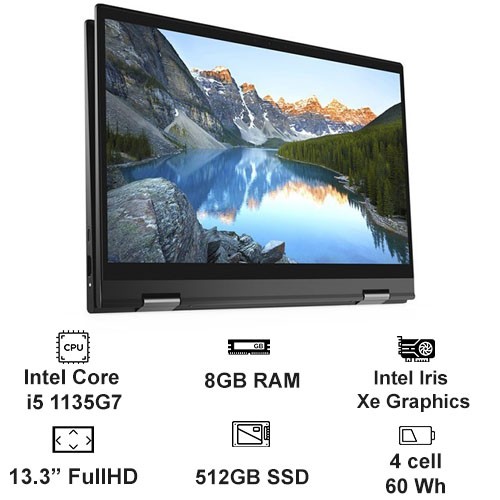 CPU
GB
Intel Core
i5 1135G7
8GB RAM
Intel Iris
Xe Graphics
13.3” FullHD
512GB SSD
4 cell
60 Wh